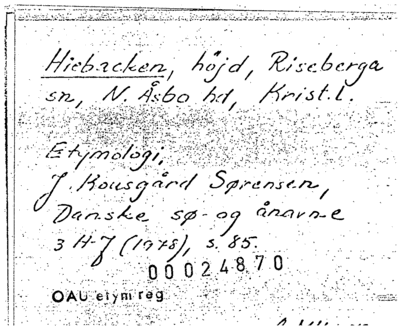 Hiebacken, höjd, Riseberga
sn, N. Åsbo hd, Krist.l.
Etymologi,
J. Kousgård Sørensen,
Danske sø- og ånavne
3 H-J (1978), s. 85.
00024870
OAU etym reg